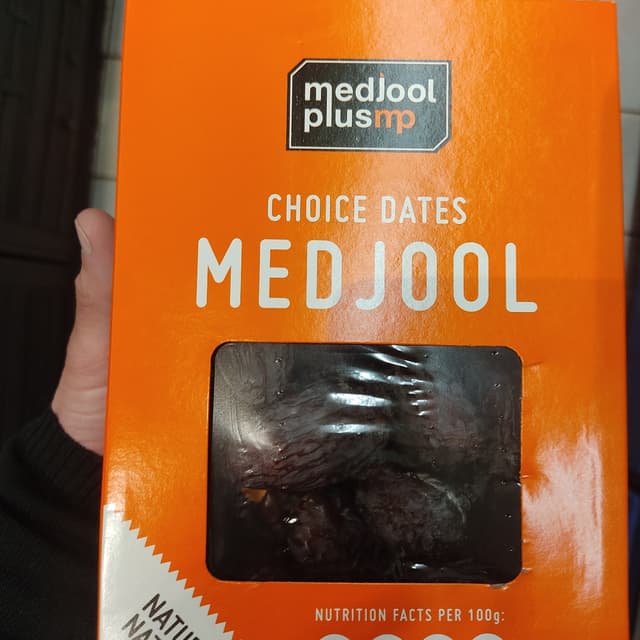 medjool
plusmp
CHOICE DATES
MEDJOOL
NUTRITION FACTS PER 100g: